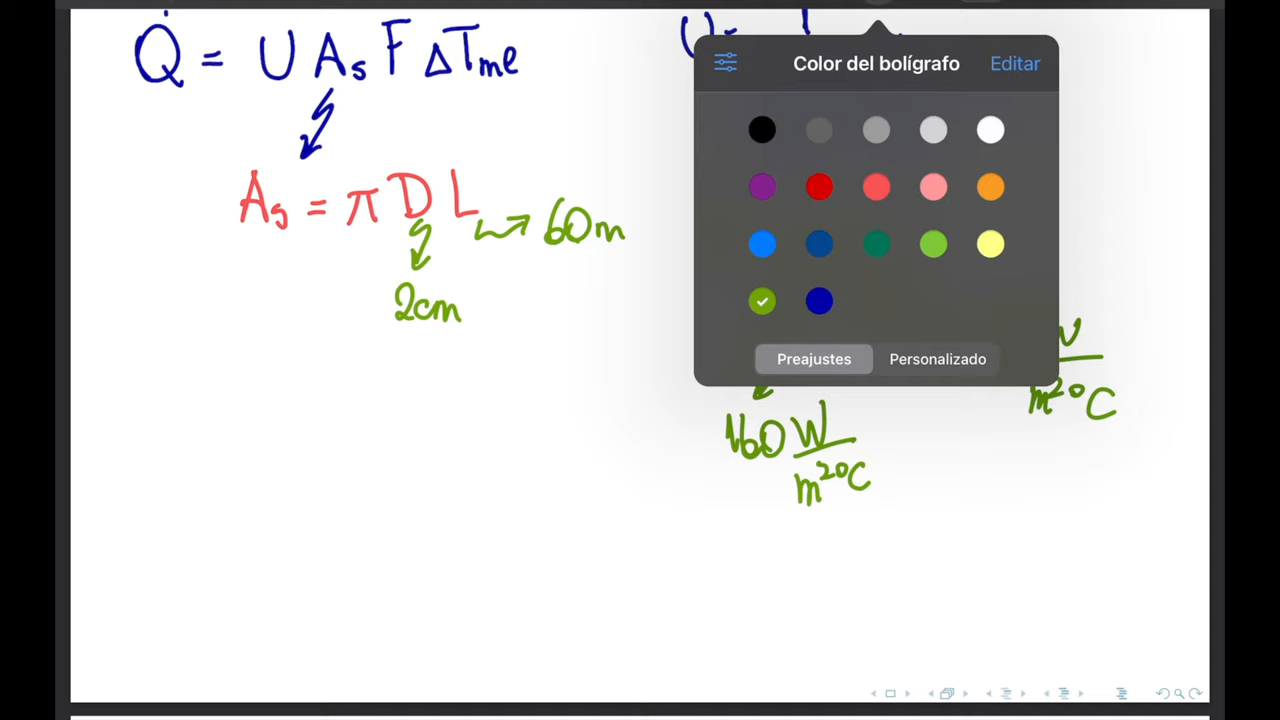 Q̇ = U As F ΔTml
As = π D L
60m
2cm
U =
Color del bolígrafo
Editar
Preajustes
Personalizado
160 W
m²°C
m²°C